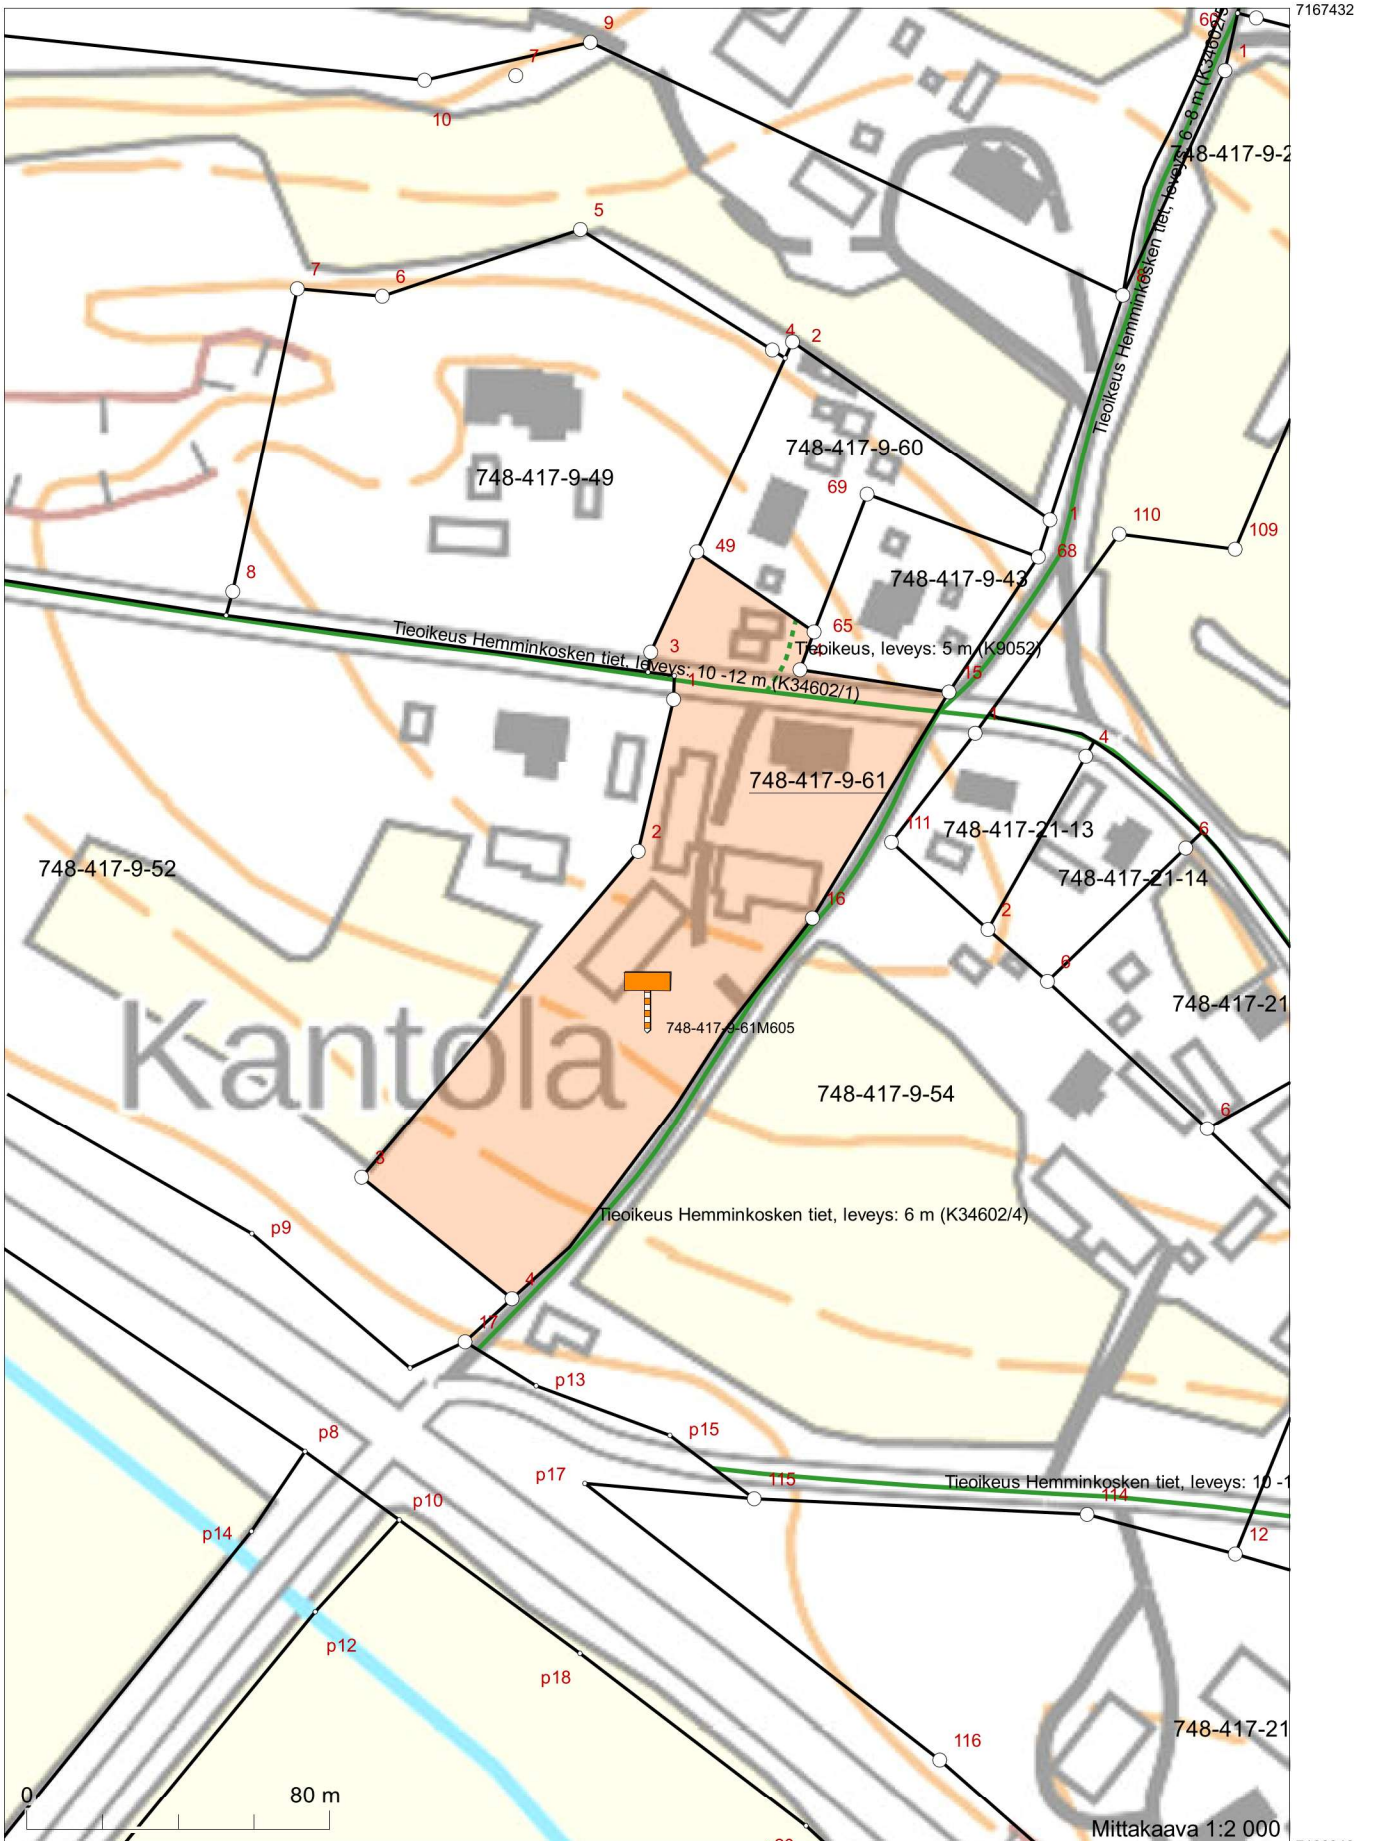 7167432
9
60
1
7
Tieoikeus Hemminkosken tiet, leveys: 6 -8 m (K34602/3
10
748-417-9-2
5
7
6
8
4
2
748-417-9-60
748-417-9-49
69
1
110
109
49
68
8
748-417-9-43
65
Tieoikeus Hemminkosken tiet, leveys: 10 -12 m (K34602/1)
3
4
Tieoikeus, leveys: 5 m (K9052)
1
15
1
4
748-417-9-61
111
748-417-21-13
6
2
748-417-9-52
748-417-21-14
16
2
6
748-417-21
Kantola
748-417-9-61M605
748-417-9-54
6
3
Tieoikeus Hemminkosken tiet, leveys: 6 m (K34602/4)
p9
4
17
p13
p8
p15
p17
115
Tieoikeus Hemminkosken tiet, leveys: 10 -1
p10
114
p14
12
p12
p18
748-417-21
116
0
80 m
Mittakaava 1:2 000